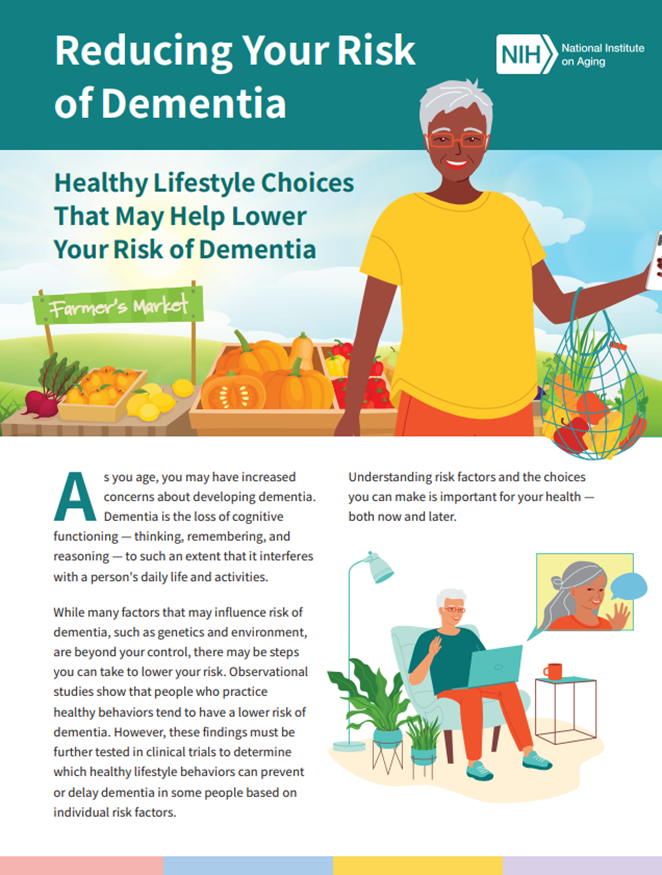 Reducing Your Risk
of Dementia
NIH
National Institute
on Aging
Healthy Lifestyle Choices
That May Help Lower
Your Risk of Dementia
Farmer's Market
As you age, you may have increased
concerns about developing dementia.
Dementia is the loss of cognitive
functioning — thinking, remembering, and
reasoning — to such an extent that it interferes
with a person's daily life and activities.
While many factors that may influence risk of
dementia, such as genetics and environment,
are beyond your control, there may be steps
you can take to lower your risk. Observational
studies show that people who practice
healthy behaviors tend to have a lower risk of
dementia. However, these findings must be
further tested in clinical trials to determine
which healthy lifestyle behaviors can prevent
or delay dementia in some people based on
individual risk factors.
Understanding risk factors and the choices
you can make is important for your health —
both now and later.